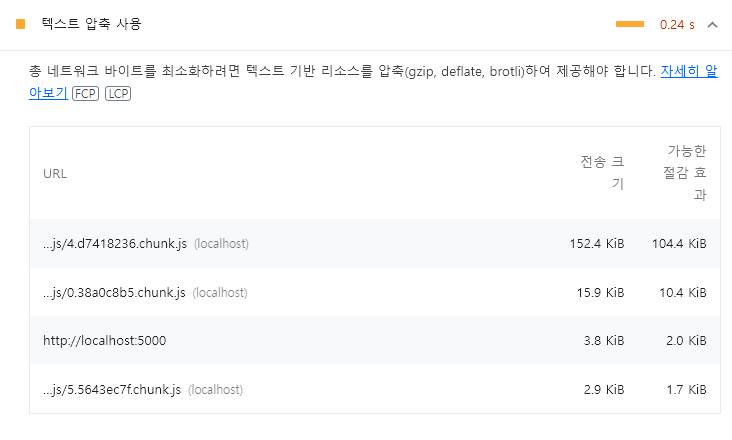 텍스트 압축 사용 0.24 s
총 네트워크 바이트를 최소화하려면 텍스트 기반 리소스를 압축(gzip, deflate, brotli)하여 제공해야 합니다. 자세히 알
아보기 FCP LCP
URL 전송 크기 가능한 절감 효과
...js/4.d7418236.chunk.js (localhost) 152.4 KiB 104.4 KiB
...js/0.38a0c8b5.chunk.js (localhost) 15.9 KiB 10.4 KiB
http://localhost:5000 3.8 KiB 2.0 KiB
...js/5.5643ec7f.chunk.js (localhost) 2.9 KiB 1.7 KiB